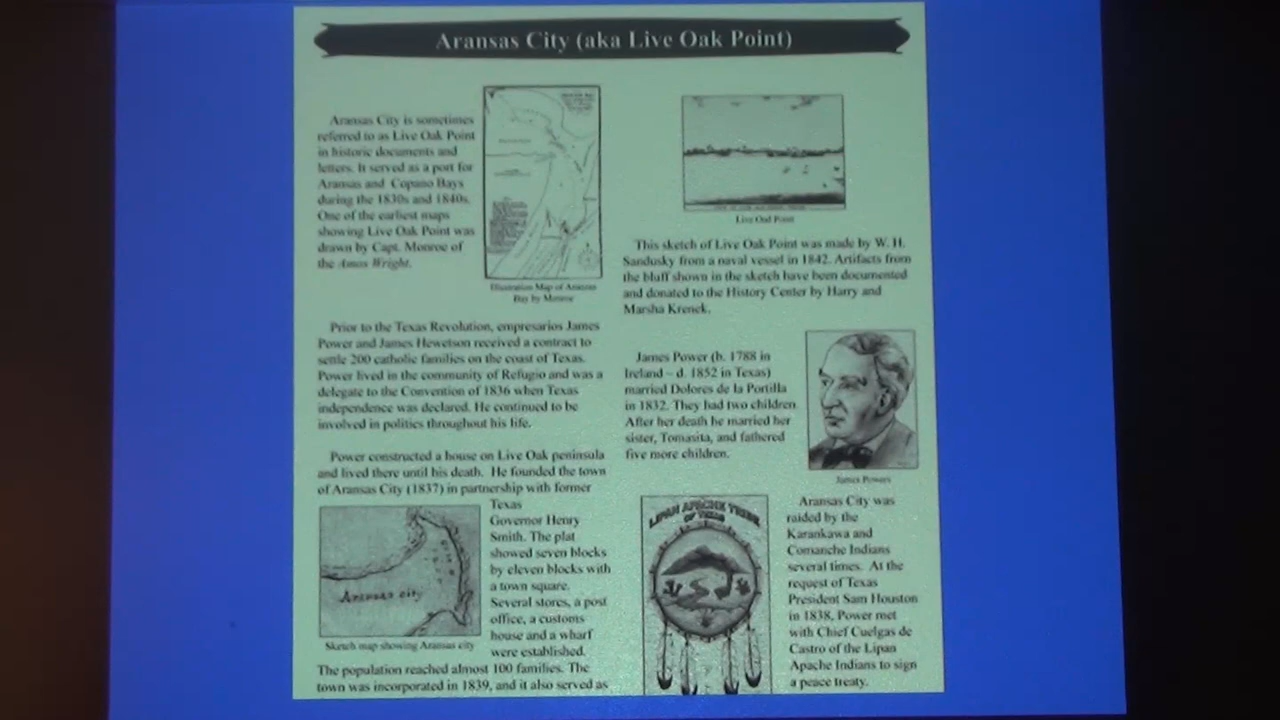 Aransas City (aka Live Oak Point)
Aransas City is sometimes
referred to as Live Oak Point
in historic documents and
letters. It served as a port for
Aransas and Copano Bays
during the 1830s and 1840s.
One of the earliest maps
showing Live Oak Point was
drawn by Capt. Monroe of
the Amos Wright.
Illustration Map of Aransas
Bay by Monroe
Prior to the Texas Revolution, empresarios James
Power and James Hewetson received a contract to
settle 200 catholic families on the coast of Texas.
Power lived in the community of Refugio and was a
delegate to the Convention of 1836 when Texas
independence was declared. He continued to be
involved in politics throughout his life.
Power constructed a house on Live Oak peninsula
and lived there until his death. He founded the town
of Aransas City (1837) in partnership with former
Texas
Governor Henry
Smith. The plat
showed seven blocks
by eleven blocks with
a town square.
Several stores, a post
office, a customs
house and a wharf
were established.
Aransas city
Sketch map showing Aransas city
The population reached almost 100 families. The
town was incorporated in 1839, and it also served as
Live Oad Point
This sketch of Live Oak Point was made by W. H.
Sandusky from a naval vessel in 1842. Artifacts from
the bluff shown in the sketch have been documented
and donated to the History Center by Harry and
Marsha Krenek.
James Power (b. 1788 in
Ireland – d. 1852 in Texas)
married Dolores de la Portilla
in 1832. They had two children
After her death he married her
sister, Tomasita, and fathered
five more children.
James Powers
LIPAN APACHE TRIBE
OF TEXAS
Aransas City was
raided by the
Karankawa and
Comanche Indians
several times. At the
request of Texas
President Sam Houston
in 1838, Power met
with Chief Cuelgas de
Castro of the Lipan
Apache Indians to sign
a peace treaty.